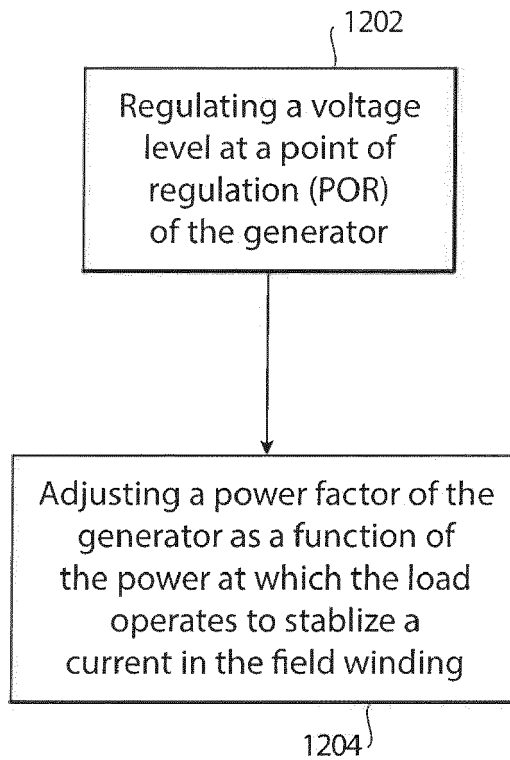 1202
Regulating a voltage
level at a point of
regulation (POR)
of the generator
Adjusting a power factor of the
generator as a function of
the power at which the load
operates to stablize a
current in the field winding
1204